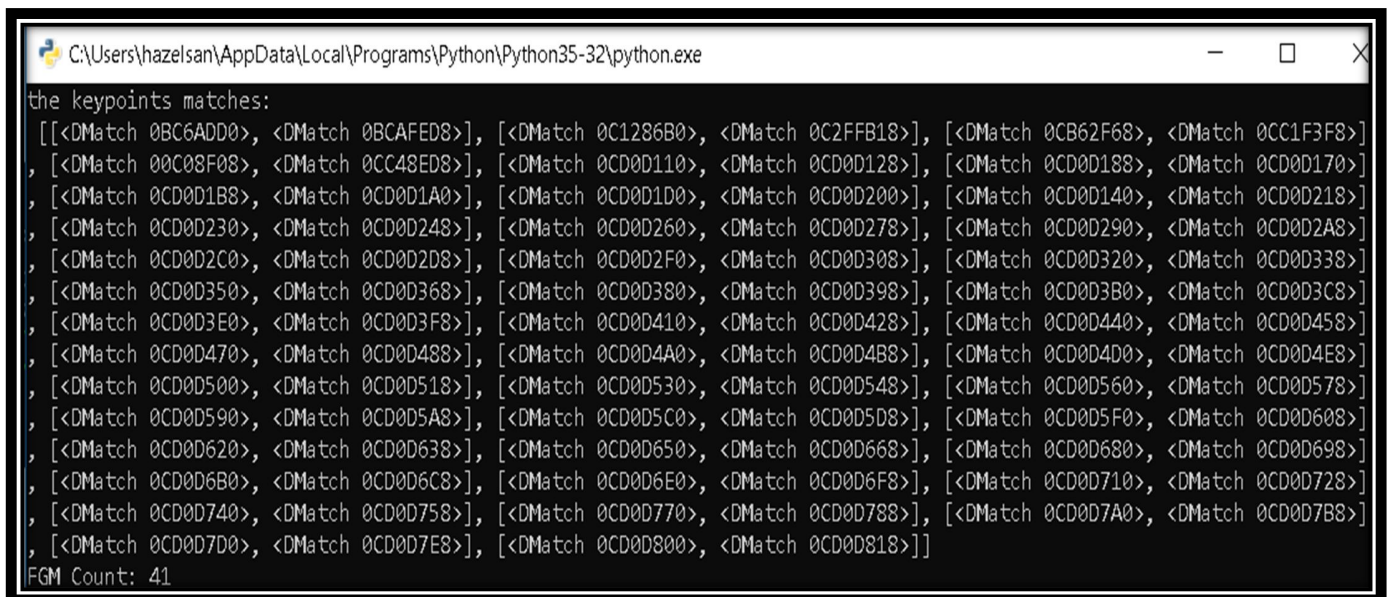 C:\Users\hazelsan\AppData\Local\Programs\Python\Python35-32\python.exe
the keypoints matches:
[[<DMatch 0BC6ADD0>, <DMatch 0BCAFED8>], [<DMatch 0C1286B0>, <DMatch 0C2FFB18>], [<DMatch 0CB62F68>, <DMatch 0CC1F3F8>]
, [<DMatch 00C08F08>, <DMatch 0CC48ED8>], [<DMatch 0CD0D110>, <DMatch 0CD0D128>], [<DMatch 0CD0D188>, <DMatch 0CD0D170>]
, [<DMatch 0CD0D1B8>, <DMatch 0CD0D1A0>], [<DMatch 0CD0D1D0>, <DMatch 0CD0D200>], [<DMatch 0CD0D140>, <DMatch 0CD0D218>]
, [<DMatch 0CD0D230>, <DMatch 0CD0D248>], [<DMatch 0CD0D260>, <DMatch 0CD0D278>], [<DMatch 0CD0D290>, <DMatch 0CD0D2A8>]
, [<DMatch 0CD0D2C0>, <DMatch 0CD0D2D8>], [<DMatch 0CD0D2F0>, <DMatch 0CD0D308>], [<DMatch 0CD0D320>, <DMatch 0CD0D338>]
, [<DMatch 0CD0D350>, <DMatch 0CD0D368>], [<DMatch 0CD0D380>, <DMatch 0CD0D398>], [<DMatch 0CD0D3B0>, <DMatch 0CD0D3C8>]
, [<DMatch 0CD0D3E0>, <DMatch 0CD0D3F8>], [<DMatch 0CD0D410>, <DMatch 0CD0D428>], [<DMatch 0CD0D440>, <DMatch 0CD0D458>]
, [<DMatch 0CD0D470>, <DMatch 0CD0D488>], [<DMatch 0CD0D4A0>, <DMatch 0CD0D4B8>], [<DMatch 0CD0D4D0>, <DMatch 0CD0D4E8>]
, [<DMatch 0CD0D500>, <DMatch 0CD0D518>], [<DMatch 0CD0D530>, <DMatch 0CD0D548>], [<DMatch 0CD0D560>, <DMatch 0CD0D578>]
, [<DMatch 0CD0D590>, <DMatch 0CD0D5A8>], [<DMatch 0CD0D5C0>, <DMatch 0CD0D5D8>], [<DMatch 0CD0D5F0>, <DMatch 0CD0D608>]
, [<DMatch 0CD0D620>, <DMatch 0CD0D638>], [<DMatch 0CD0D650>, <DMatch 0CD0D668>], [<DMatch 0CD0D680>, <DMatch 0CD0D698>]
, [<DMatch 0CD0D6B0>, <DMatch 0CD0D6C8>], [<DMatch 0CD0D6E0>, <DMatch 0CD0D6F8>], [<DMatch 0CD0D710>, <DMatch 0CD0D728>]
, [<DMatch 0CD0D740>, <DMatch 0CD0D758>], [<DMatch 0CD0D770>, <DMatch 0CD0D788>], [<DMatch 0CD0D7A0>, <DMatch 0CD0D7B8>]
, [<DMatch 0CD0D7D0>, <DMatch 0CD0D7E8>], [<DMatch 0CD0D800>, <DMatch 0CD0D818>]]
FGM Count: 41